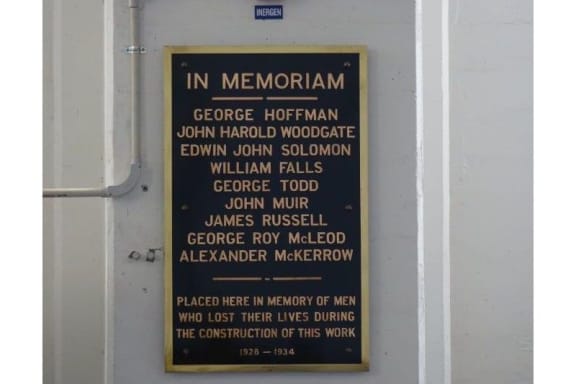 INERGEN
IN MEMORIAM
GEORGE HOFFMAN
JOHN HAROLD WOODGATE
EDWIN JOHN SOLOMON
WILLIAM FALLS
GEORGE TODD
JOHN MUIR
JAMES RUSSELL
GEORGE ROY McLEOD
ALEXANDER McKERROW
PLACED HERE IN MEMORY OF MEN
WHO LOST THEIR LIVES DURING
THE CONSTRUCTION OF THIS WORK
1928 — 1934